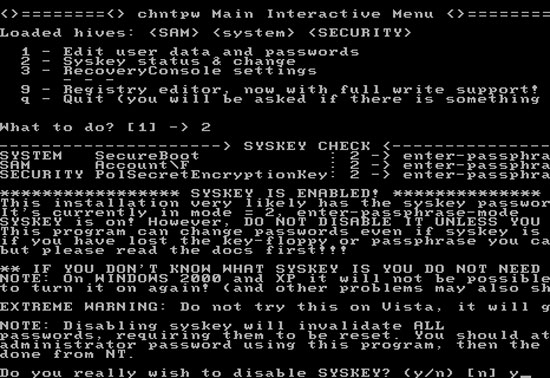 <>========<> chntpw Main Interactive Menu <>========
Loaded hives: <SAM> <system> <SECURITY>
1 - Edit user data and passwords
2 - Syskey status & change
3 - RecoveryConsole settings
- - -
9 - Registry editor, now with full write support!
q - Quit (you will be asked if there is something
What to do? [1] -> 2
---------------------> SYSKEY CHECK <---------------
SYSTEM SecureBoot : 2 -> enter-passphra
SAM Account\F : 2 -> enter-passphra
SECURITY PolSecretEncryptionKey: 2 -> enter-passphra
***************** SYSKEY IS ENABLED! **************
This installation very likely has the syskey passwor
It's currently in mode = 2, enter-passphrase-mode
SYSKEY is on! However, DO NOT DISABLE IT UNLESS YOU
This program can change passwords even if syskey is
if you have lost the key-floppy or passphrase you ca
but please read the docs first!!!
** IF YOU DON'T KNOW WHAT SYSKEY IS YOU DO NOT NEED
NOTE: On WINDOWS 2000 and XP it will not be possible
to turn it on again! (and other problems may also sh
EXTREME WARNING: Do not try this on Vista, it will g
NOTE: Disabling syskey will invalidate ALL
passwords, requiring them to be reset. You should at
administrator password using this program, then the
done from NT.
Do you really wish to disable SYSKEY? (y/n) [n] y_